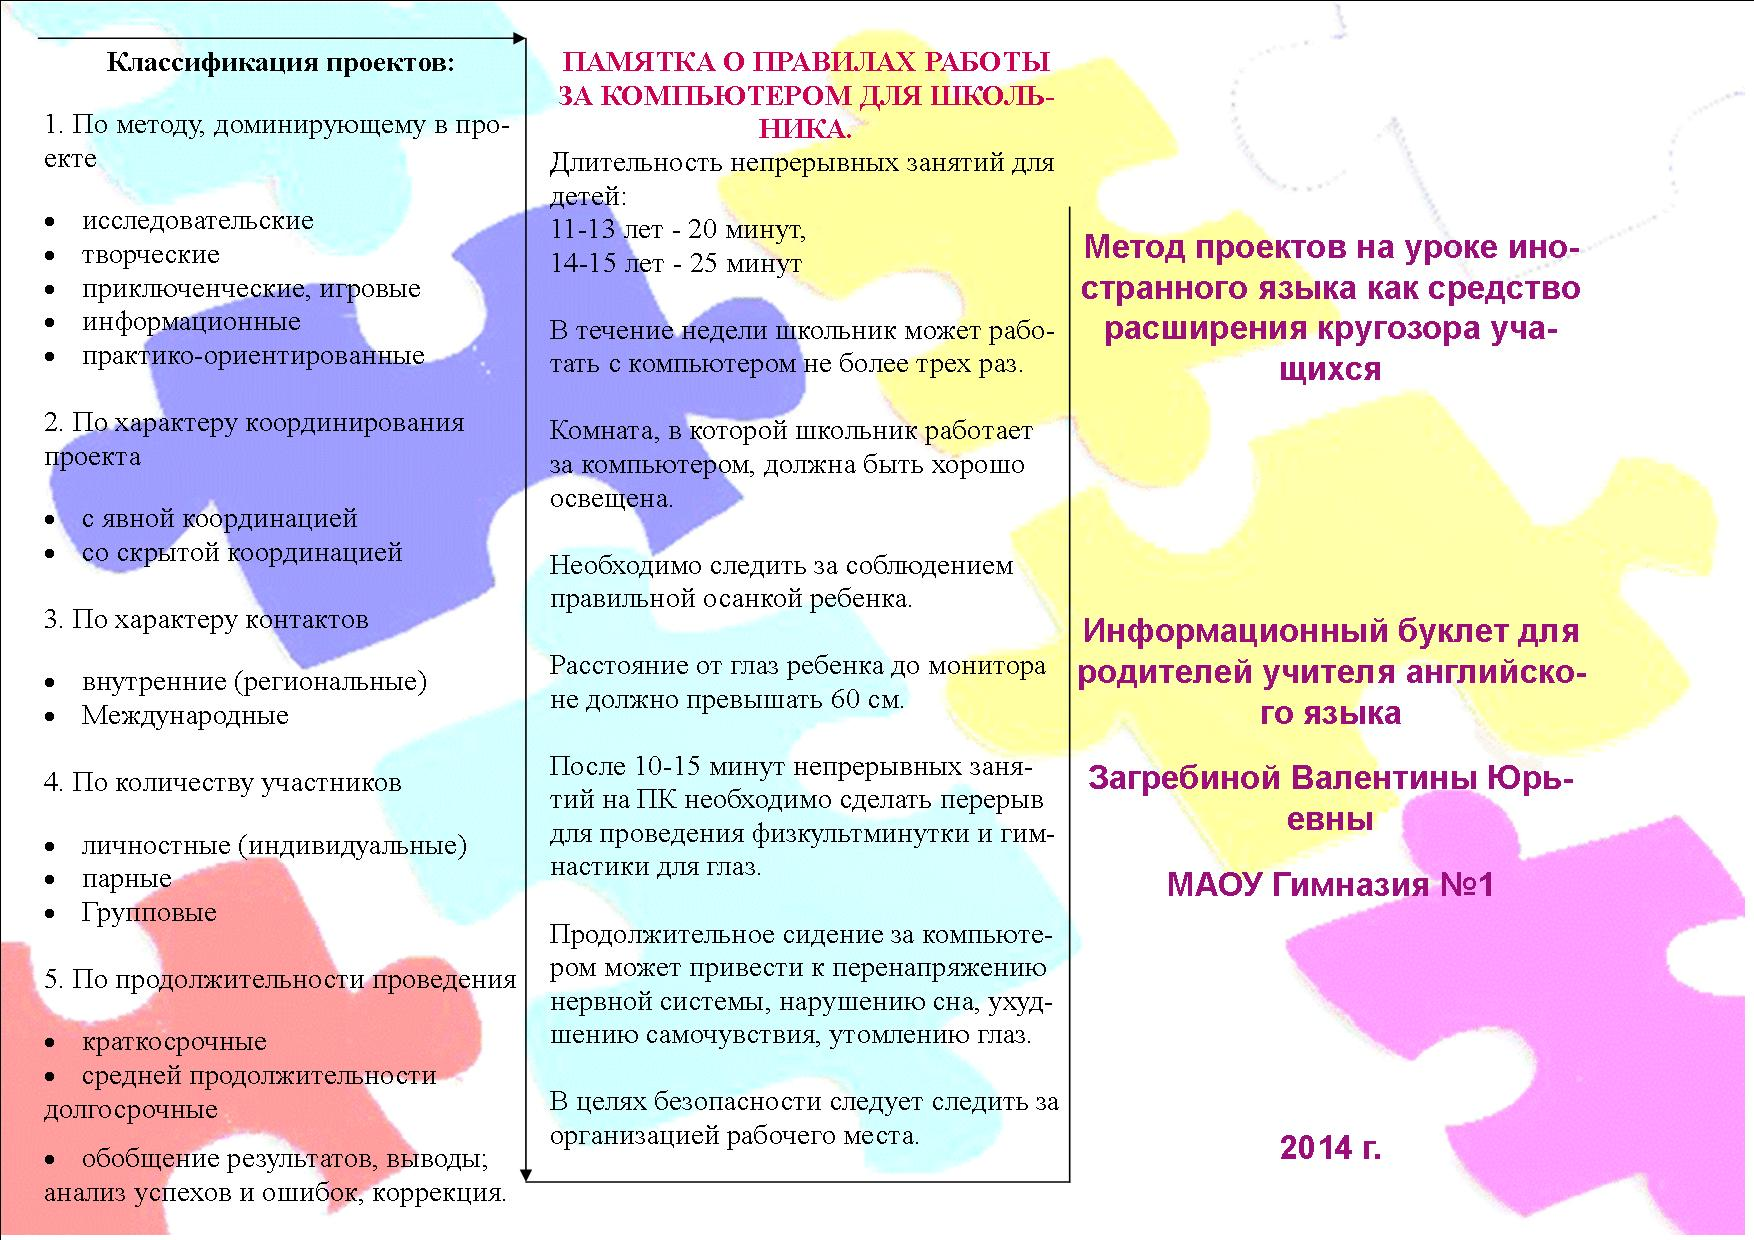 Классификация проектов:
1. По методу, доминирующему в про-
екте
• исследовательские
• творческие
• приключенческие, игровые
• информационные
• практико-ориентированные
2. По характеру координирования
проекта
• с явной координацией
• со скрытой координацией
3. По характеру контактов
• внутренние (региональные)
• Международные
4. По количеству участников
• личностные (индивидуальные)
• парные
• Групповые
5. По продолжительности проведения
• краткосрочные
• средней продолжительности
долгосрочные
• обобщение результатов, выводы;
анализ успехов и ошибок, коррекция.
ПАМЯТКА О ПРАВИЛАХ РАБОТЫ
ЗА КОМПЬЮТЕРОМ ДЛЯ ШКОЛЬ-
НИКА.
Длительность непрерывных занятий для
детей:
11-13 лет - 20 минут,
14-15 лет - 25 минут
В течение недели школьник может рабо-
тать с компьютером не более трех раз.
Комната, в которой школьник работает
за компьютером, должна быть хорошо
освещена.
Необходимо следить за соблюдением
правильной осанкой ребенка.
Расстояние от глаз ребенка до монитора
не должно превышать 60 см.
После 10-15 минут непрерывных заня-
тий на ПК необходимо сделать перерыв
для проведения физкультминутки и гим-
настики для глаз.
Продолжительное сидение за компьюте-
ром может привести к перенапряжению
нервной системы, нарушению сна, ухуд-
шению самочувствия, утомлению глаз.
В целях безопасности следует следить за
организацией рабочего места.
Метод проектов на уроке ино-
странного языка как средство
расширения кругозора уча-
щихся
Информационный буклет для
родителей учителя английско-
го языка
Загребиной Валентины Юрь-
евны
МАОУ Гимназия №1
2014 г.